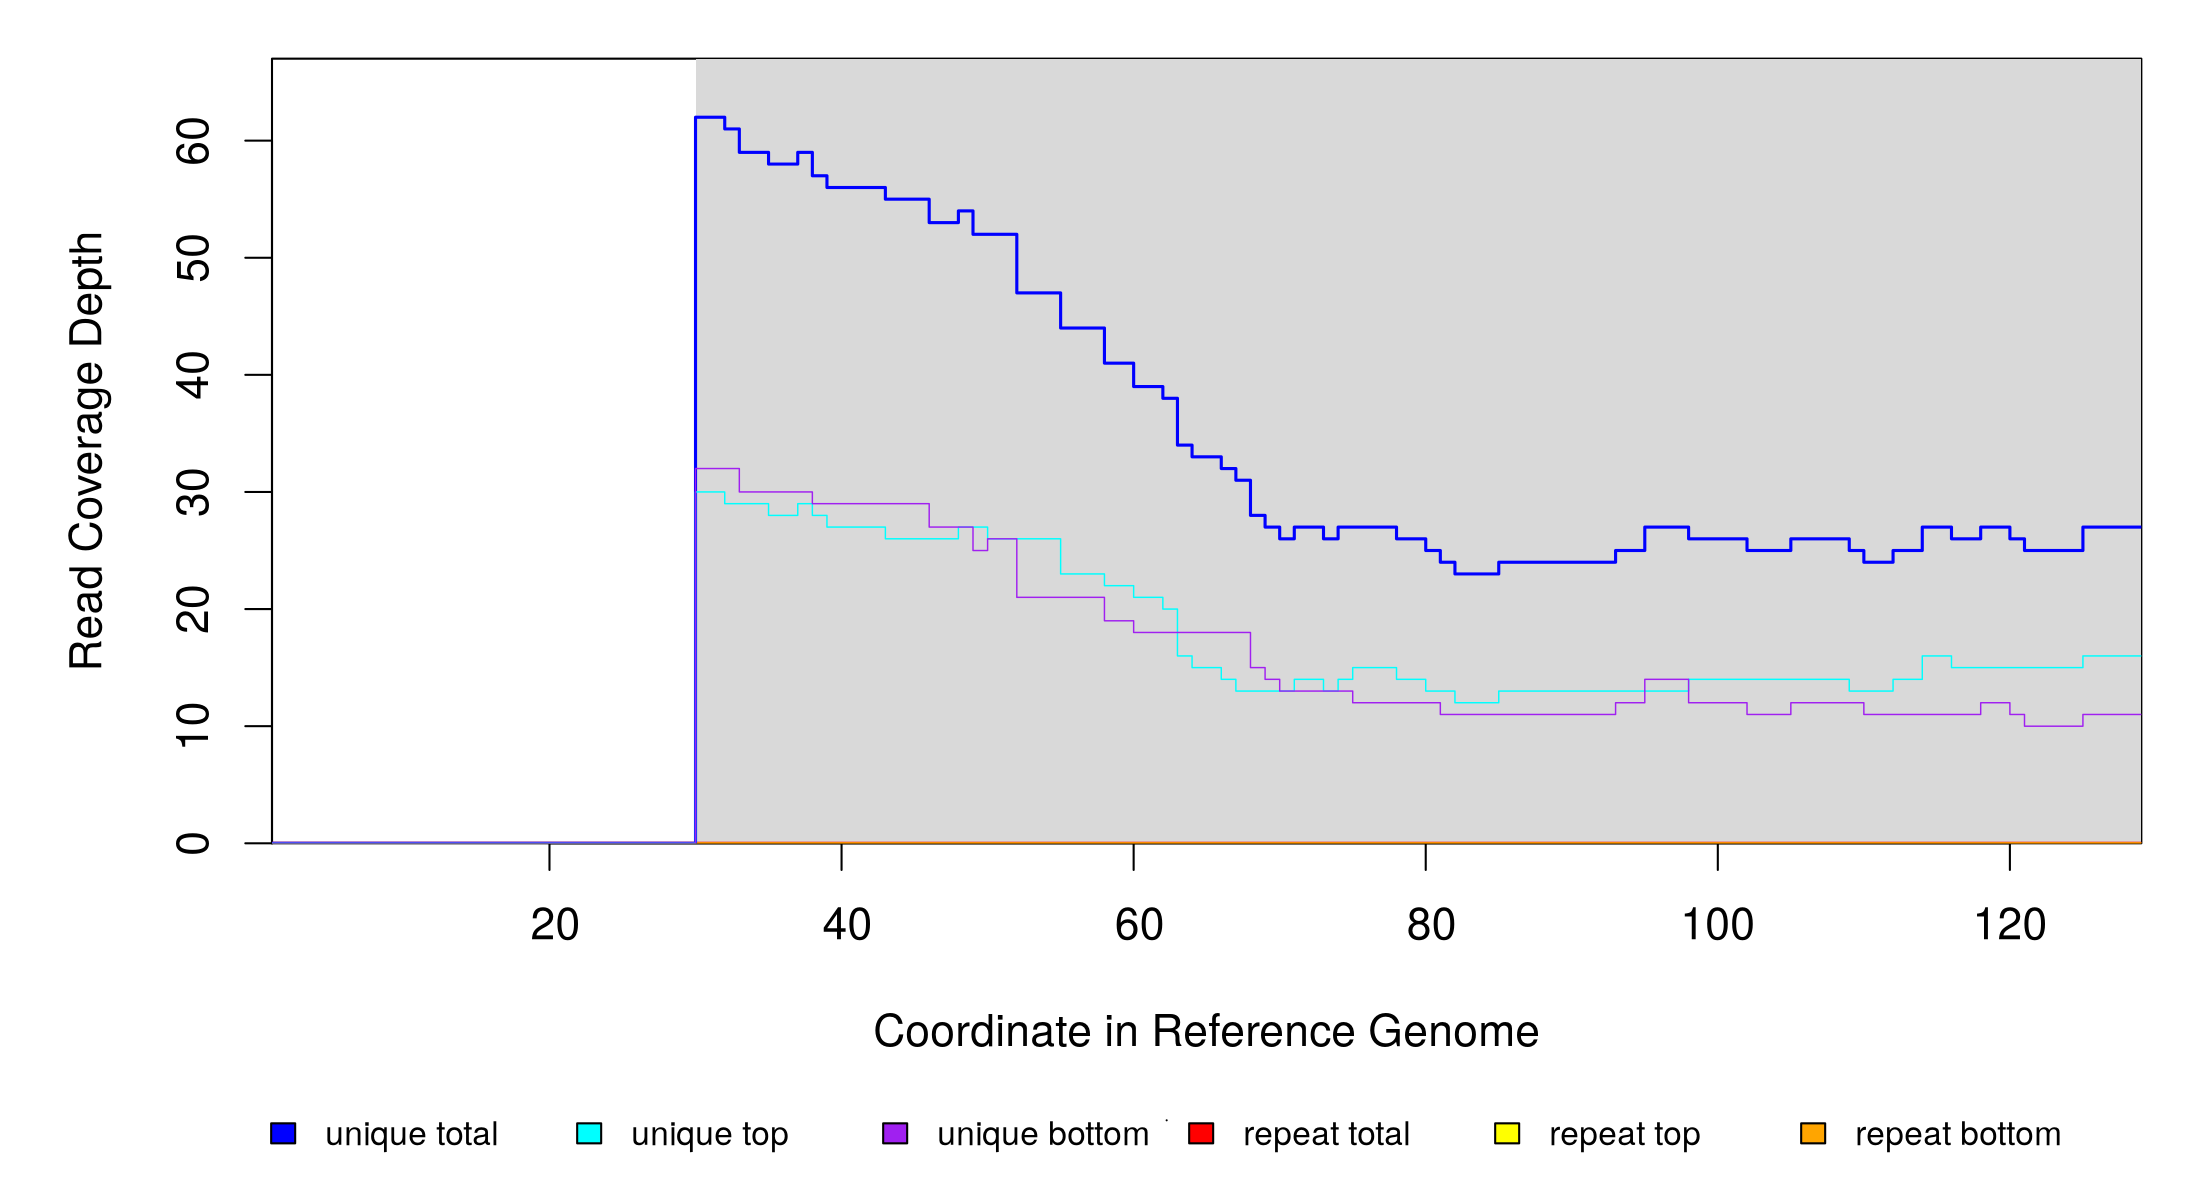 Read Coverage Depth
60
50
40
30
20
10
0
20 40 60 80 100 120
Coordinate in Reference Genome
unique total unique top unique bottom repeat total repeat top repeat bottom